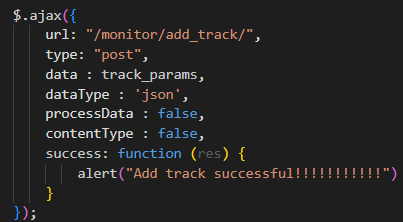 $.ajax({
    url: "/monitor/add_track/",
    type: "post",
    data : track_params,
    dataType : 'json',
    processData : false,
    contentType : false,
    success: function (res) {
        alert("Add track successful!!!!!!!!!!!")
    }
});